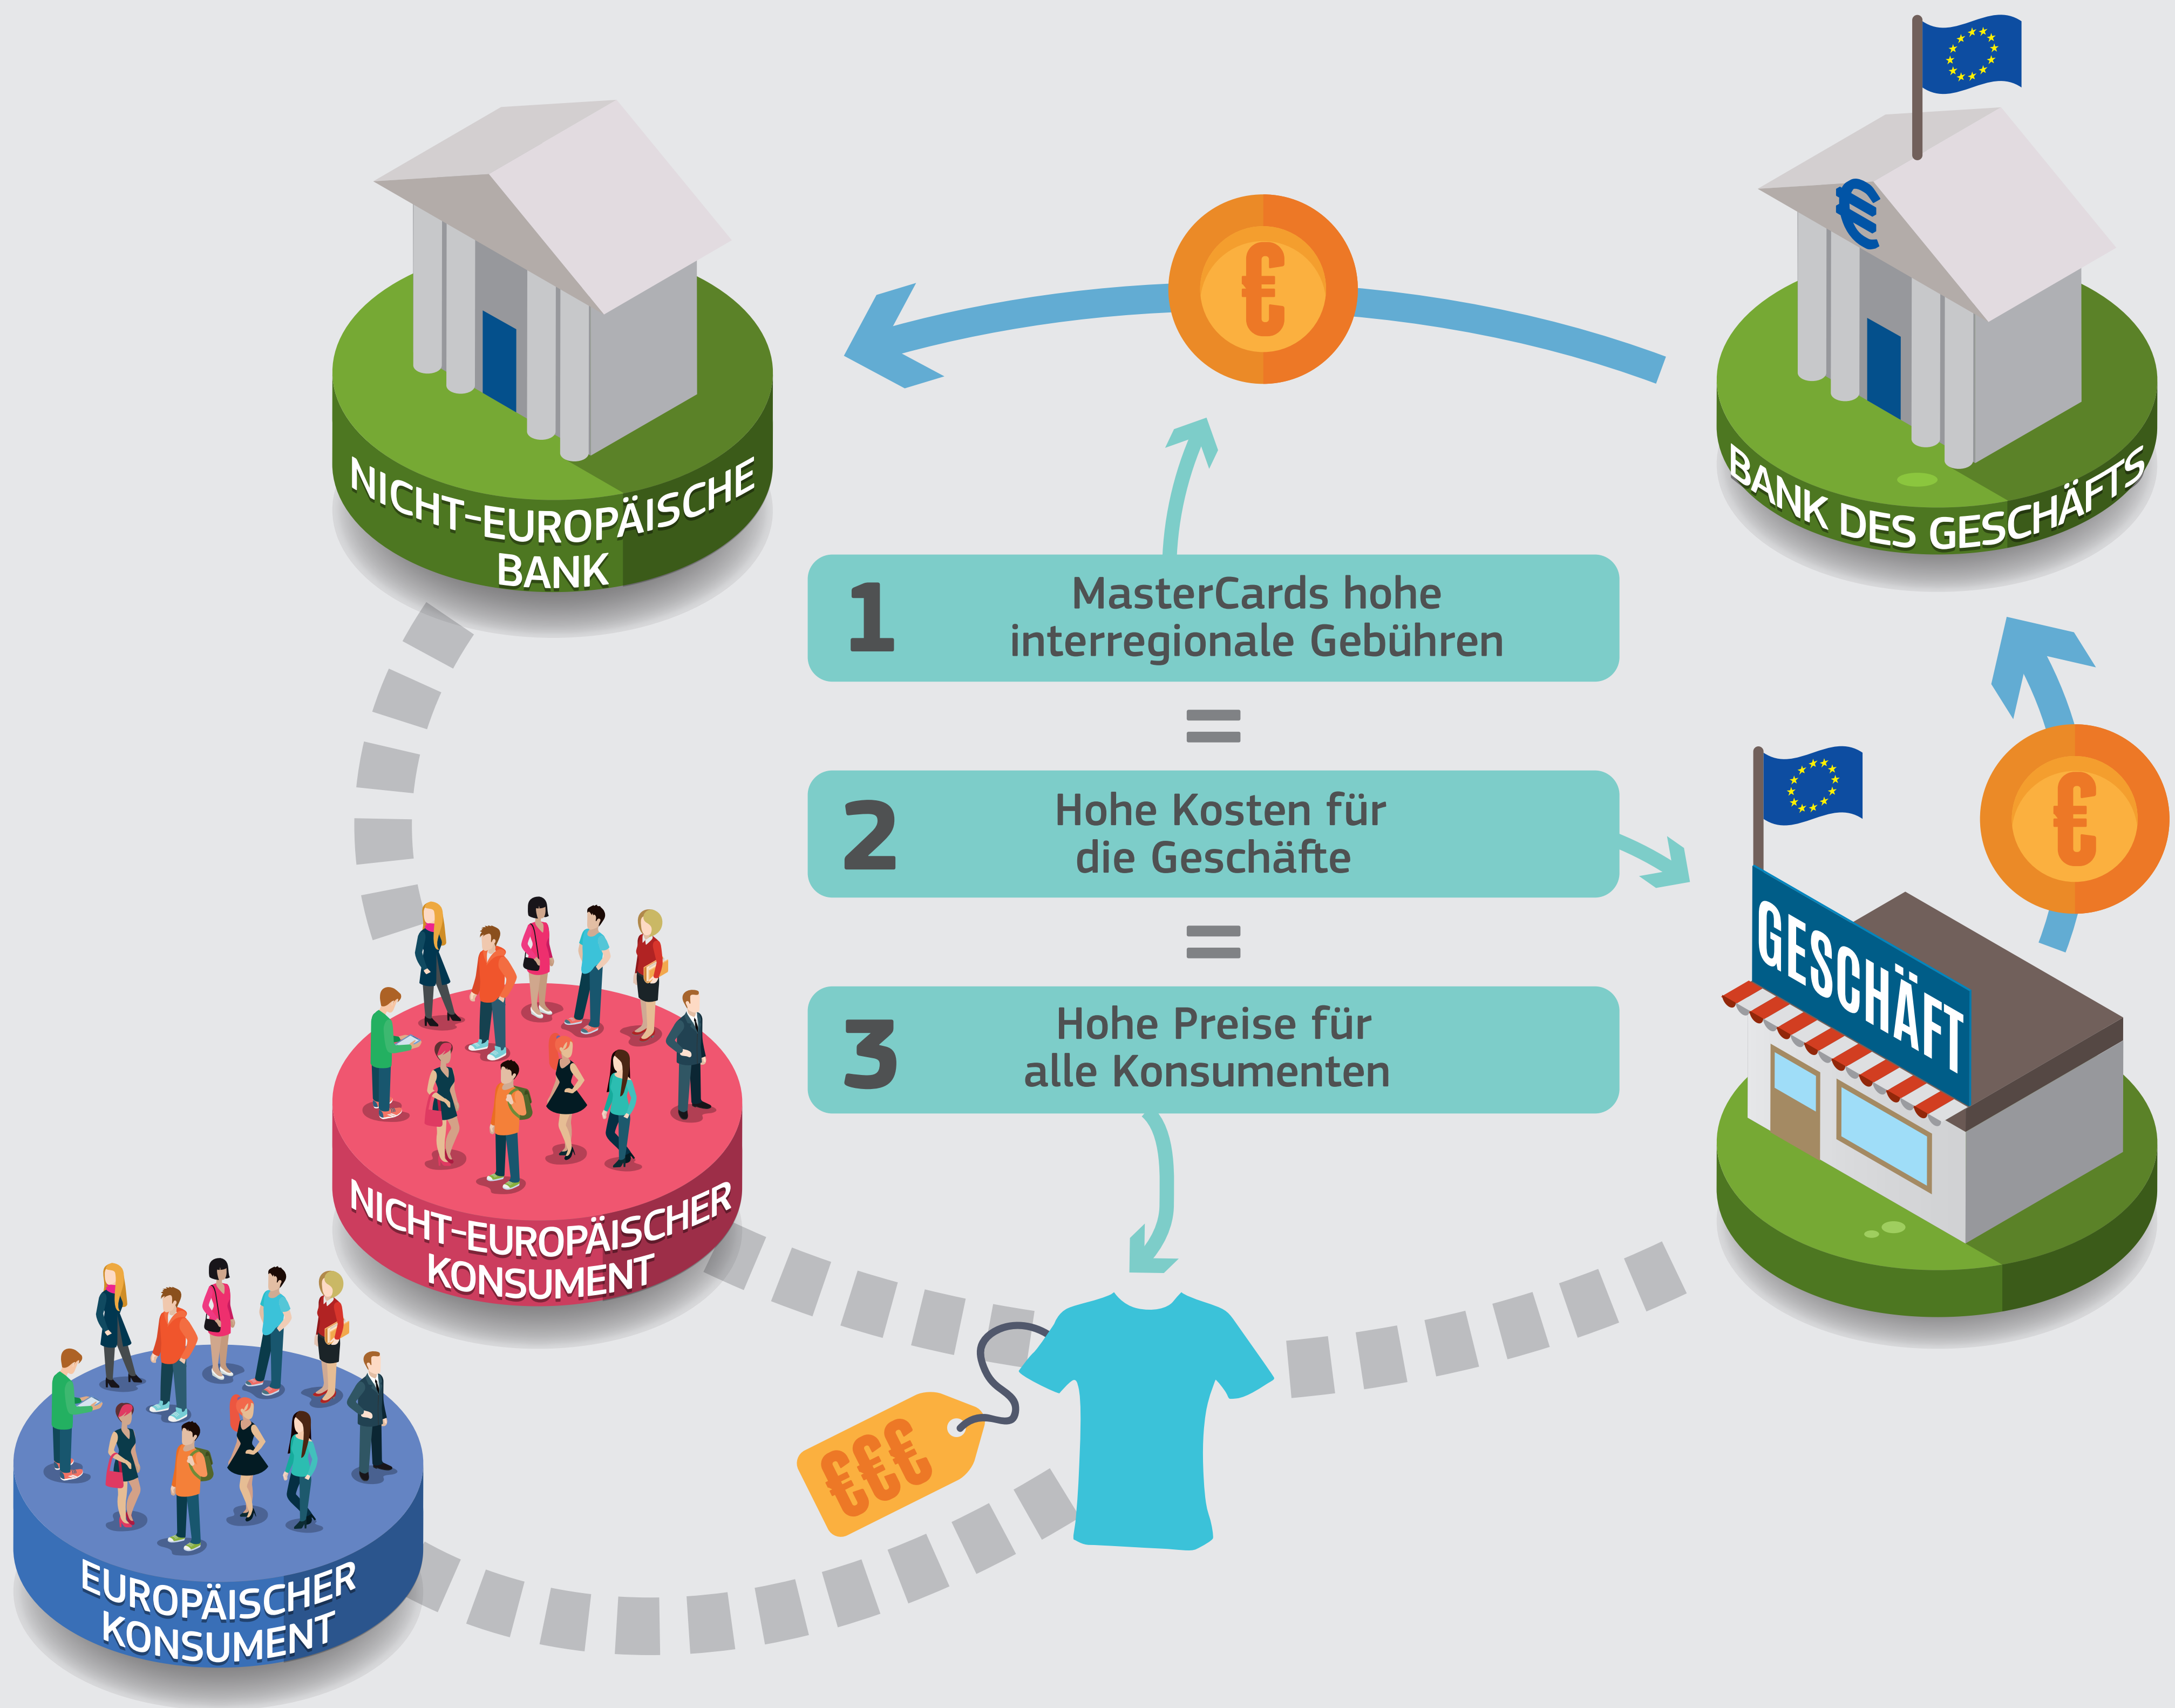 NICHT-EUROPÄISCHE
BANK
€
€
BANK DES GESCHÄFTS
1
MasterCards hohe
interregionale Gebühren
=
2
Hohe Kosten für
die Geschäfte
=
3
Hohe Preise für
alle Konsumenten
€
GESCHÄFT
NICHT-EUROPÄISCHER
KONSUMENT
€€€
EUROPÄISCHER
KONSUMENT